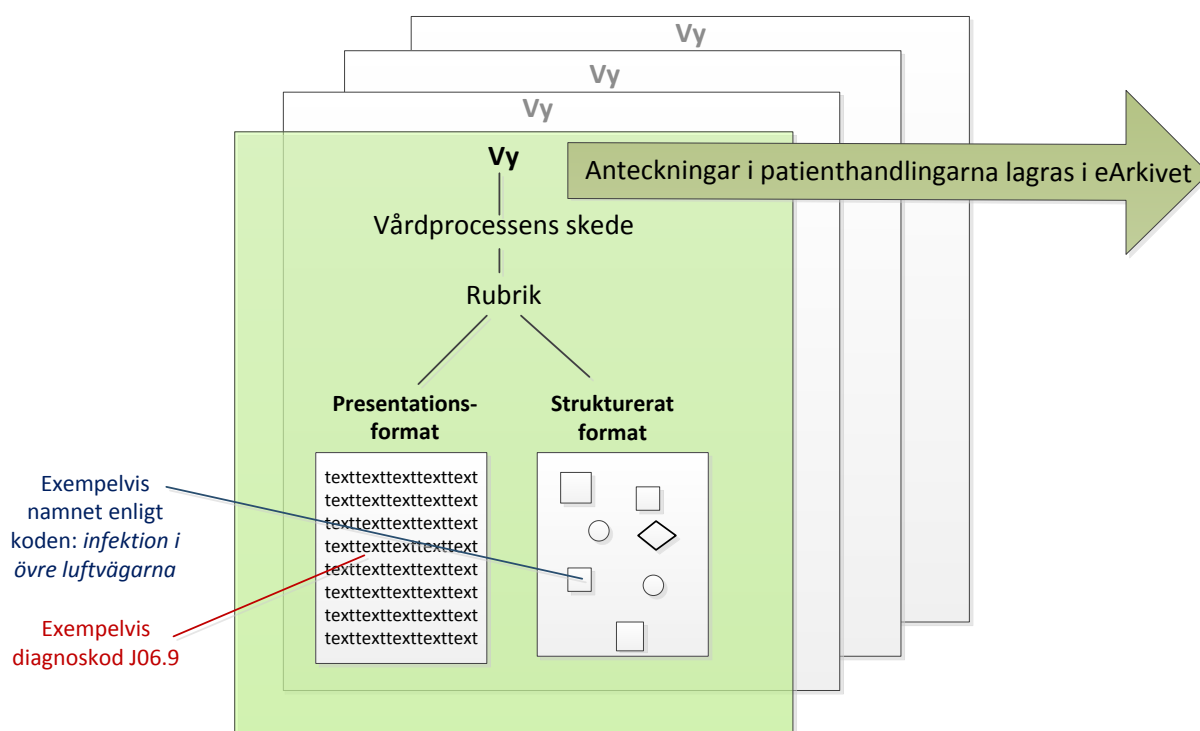 Vy
Vy
Vy
Vy
Anteckningar i patienthandlingarna lagras i eArkivet
Vårdprocessens skede
Rubrik
Presentations-
format
Strukturerat
format
texttexttexttexttext
texttexttexttexttext
texttexttexttexttext
texttexttexttexttext
texttexttexttexttext
texttexttexttexttext
texttexttexttexttext
texttexttexttexttext
Exempelvis
namnet enligt
koden: infektion i
övre luftvägarna
Exempelvis
diagnoskod J06.9